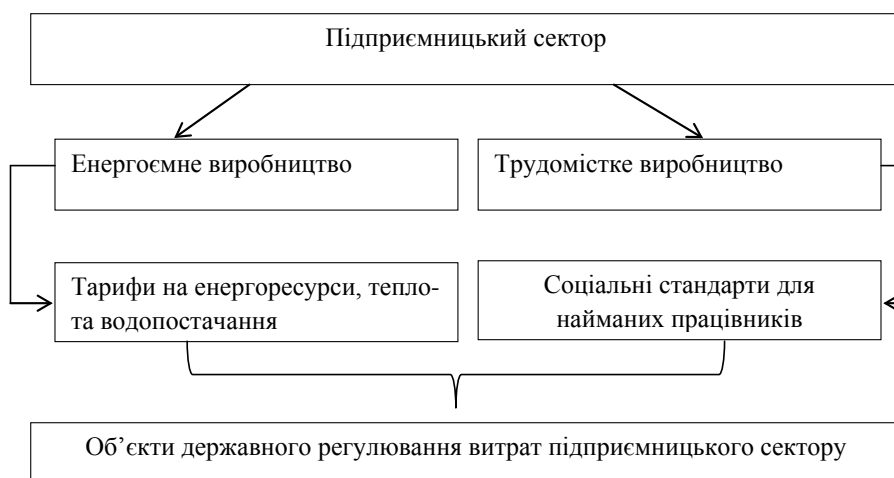 Підприємницький сектор
Енергоємне виробництво
Трудомістке виробництво
Тарифи на енергоресурси, тепло-
та водопостачання
Соціальні стандарти для
найманих працівників
Об’єкти державного регулювання витрат підприємницького сектору